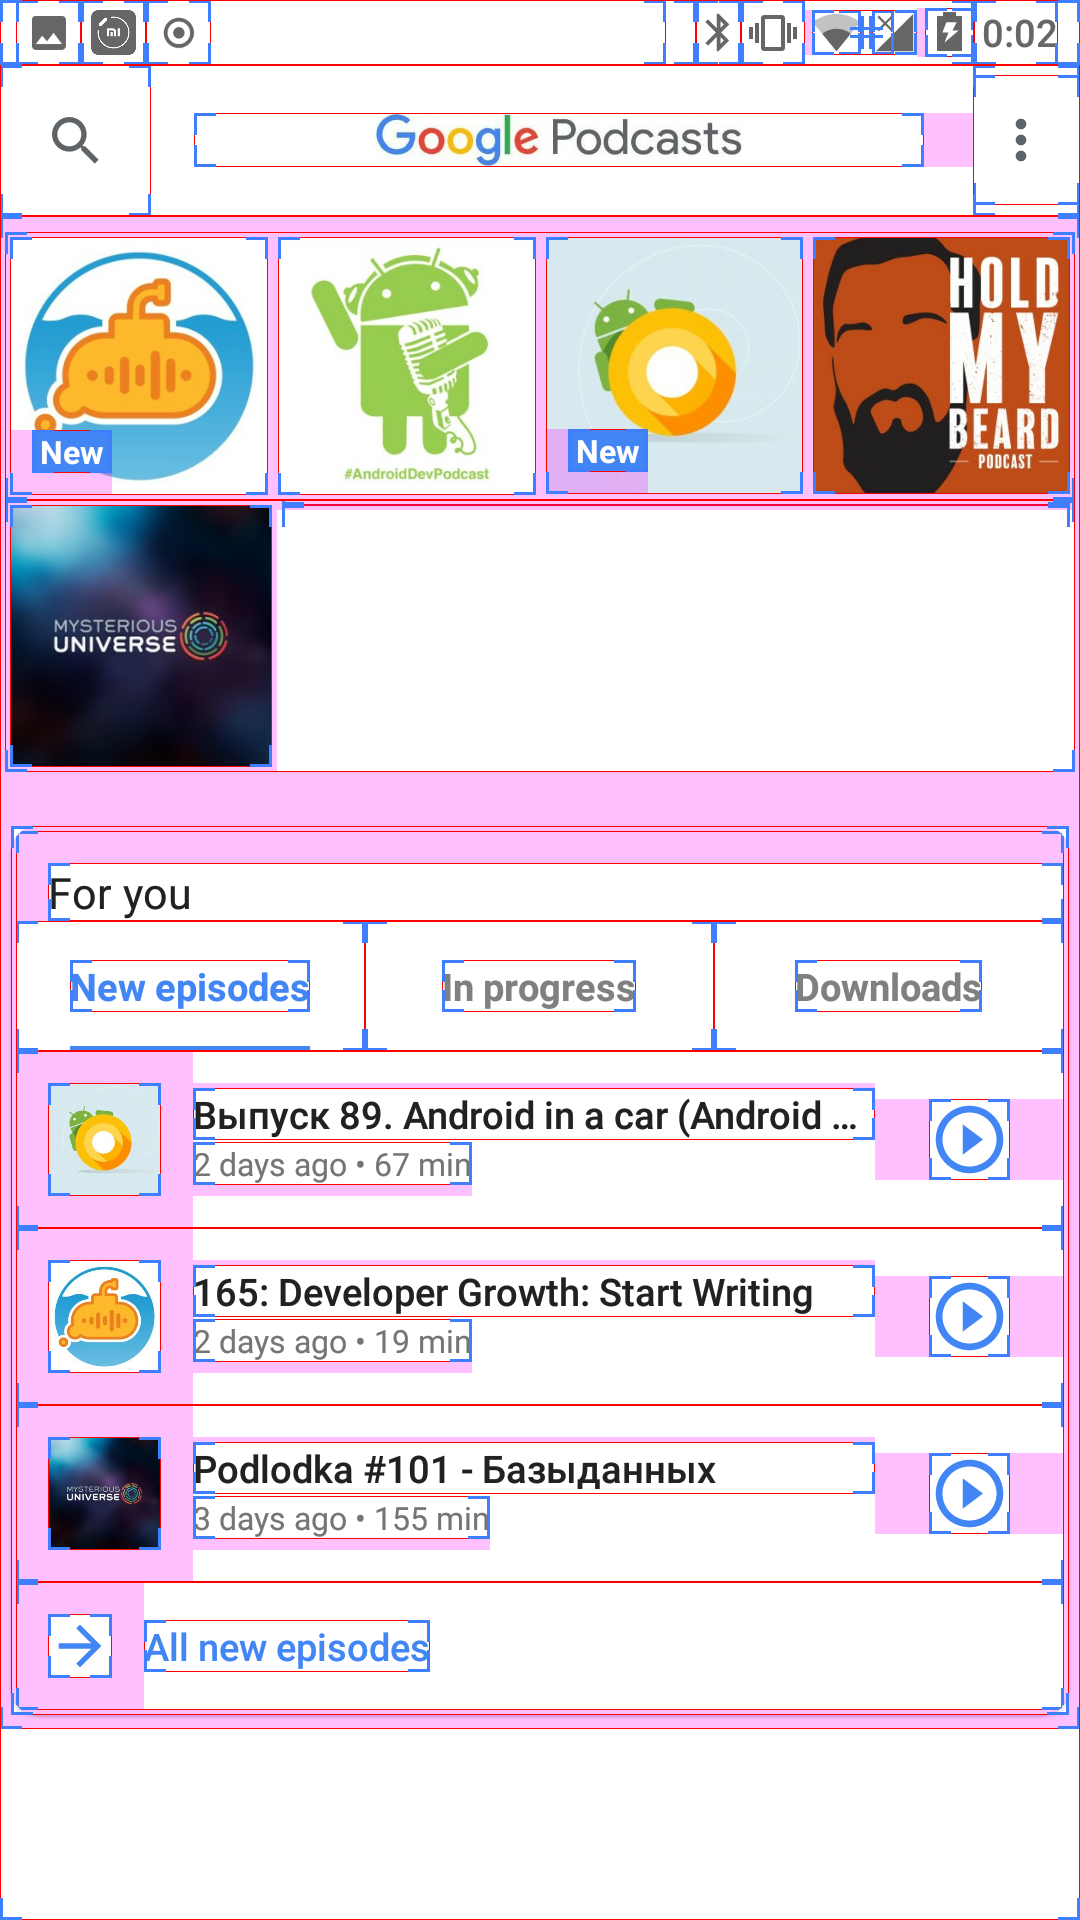 0:02
Google Podcasts
New
#AndroidDevPodcast
New
HOLD
MY
BEARD
PODCAST
MYSTERIOUS
UNIVERSE
For you
New episodes
In progress
Downloads
Выпуск 89. Android in a car (Android ...
2 days ago • 67 min
165: Developer Growth: Start Writing
2 days ago • 19 min
MYSTERIOUS
UNIVERSE
Podlodka #101 - Базыданных
3 days ago • 155 min
All new episodes